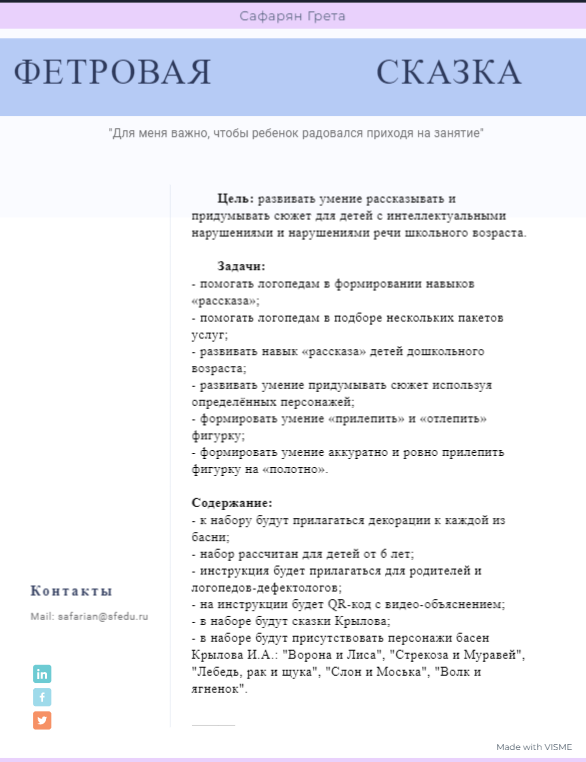 Сафарян Грета
ФЕТРОВАЯ СКАЗКА
"Для меня важно, чтобы ребенок радовался приходя на занятие"
Цель: развивать умение рассказывать и
придумывать сюжет для детей с интеллектуальными
нарушениями и нарушениями речи школьного возраста.
Задачи:
- помогать логопедам в формировании навыков
«рассказа»;
- помогать логопедам в подборе нескольких пакетов
услуг;
- развивать навык «рассказа» детей дошкольного
возраста;
- развивать умение придумывать сюжет используя
определённых персонажей;
- формировать умение «прилепить» и «отлепить»
фигурку;
- формировать умение аккуратно и ровно прилепить
фигурку на «полотно».
Содержание:
- к набору будут прилагаться декорации к каждой из
басни;
- набор рассчитан для детей от 6 лет;
- инструкция будет прилагаться для родителей и
логопедов-дефектологов;
- на инструкции будет QR-код с видео-объяснением;
- в наборе будут сказки Крылова;
- в наборе будут присутствовать персонажи басен
Крылова И.А.: "Ворона и Лиса", "Стрекоза и Муравей",
"Лебедь, рак и щука", "Слон и Моська", "Волк и
ягненок".
Контакты
Mail: safarian@sfedu.ru
in
f
Made with VISME